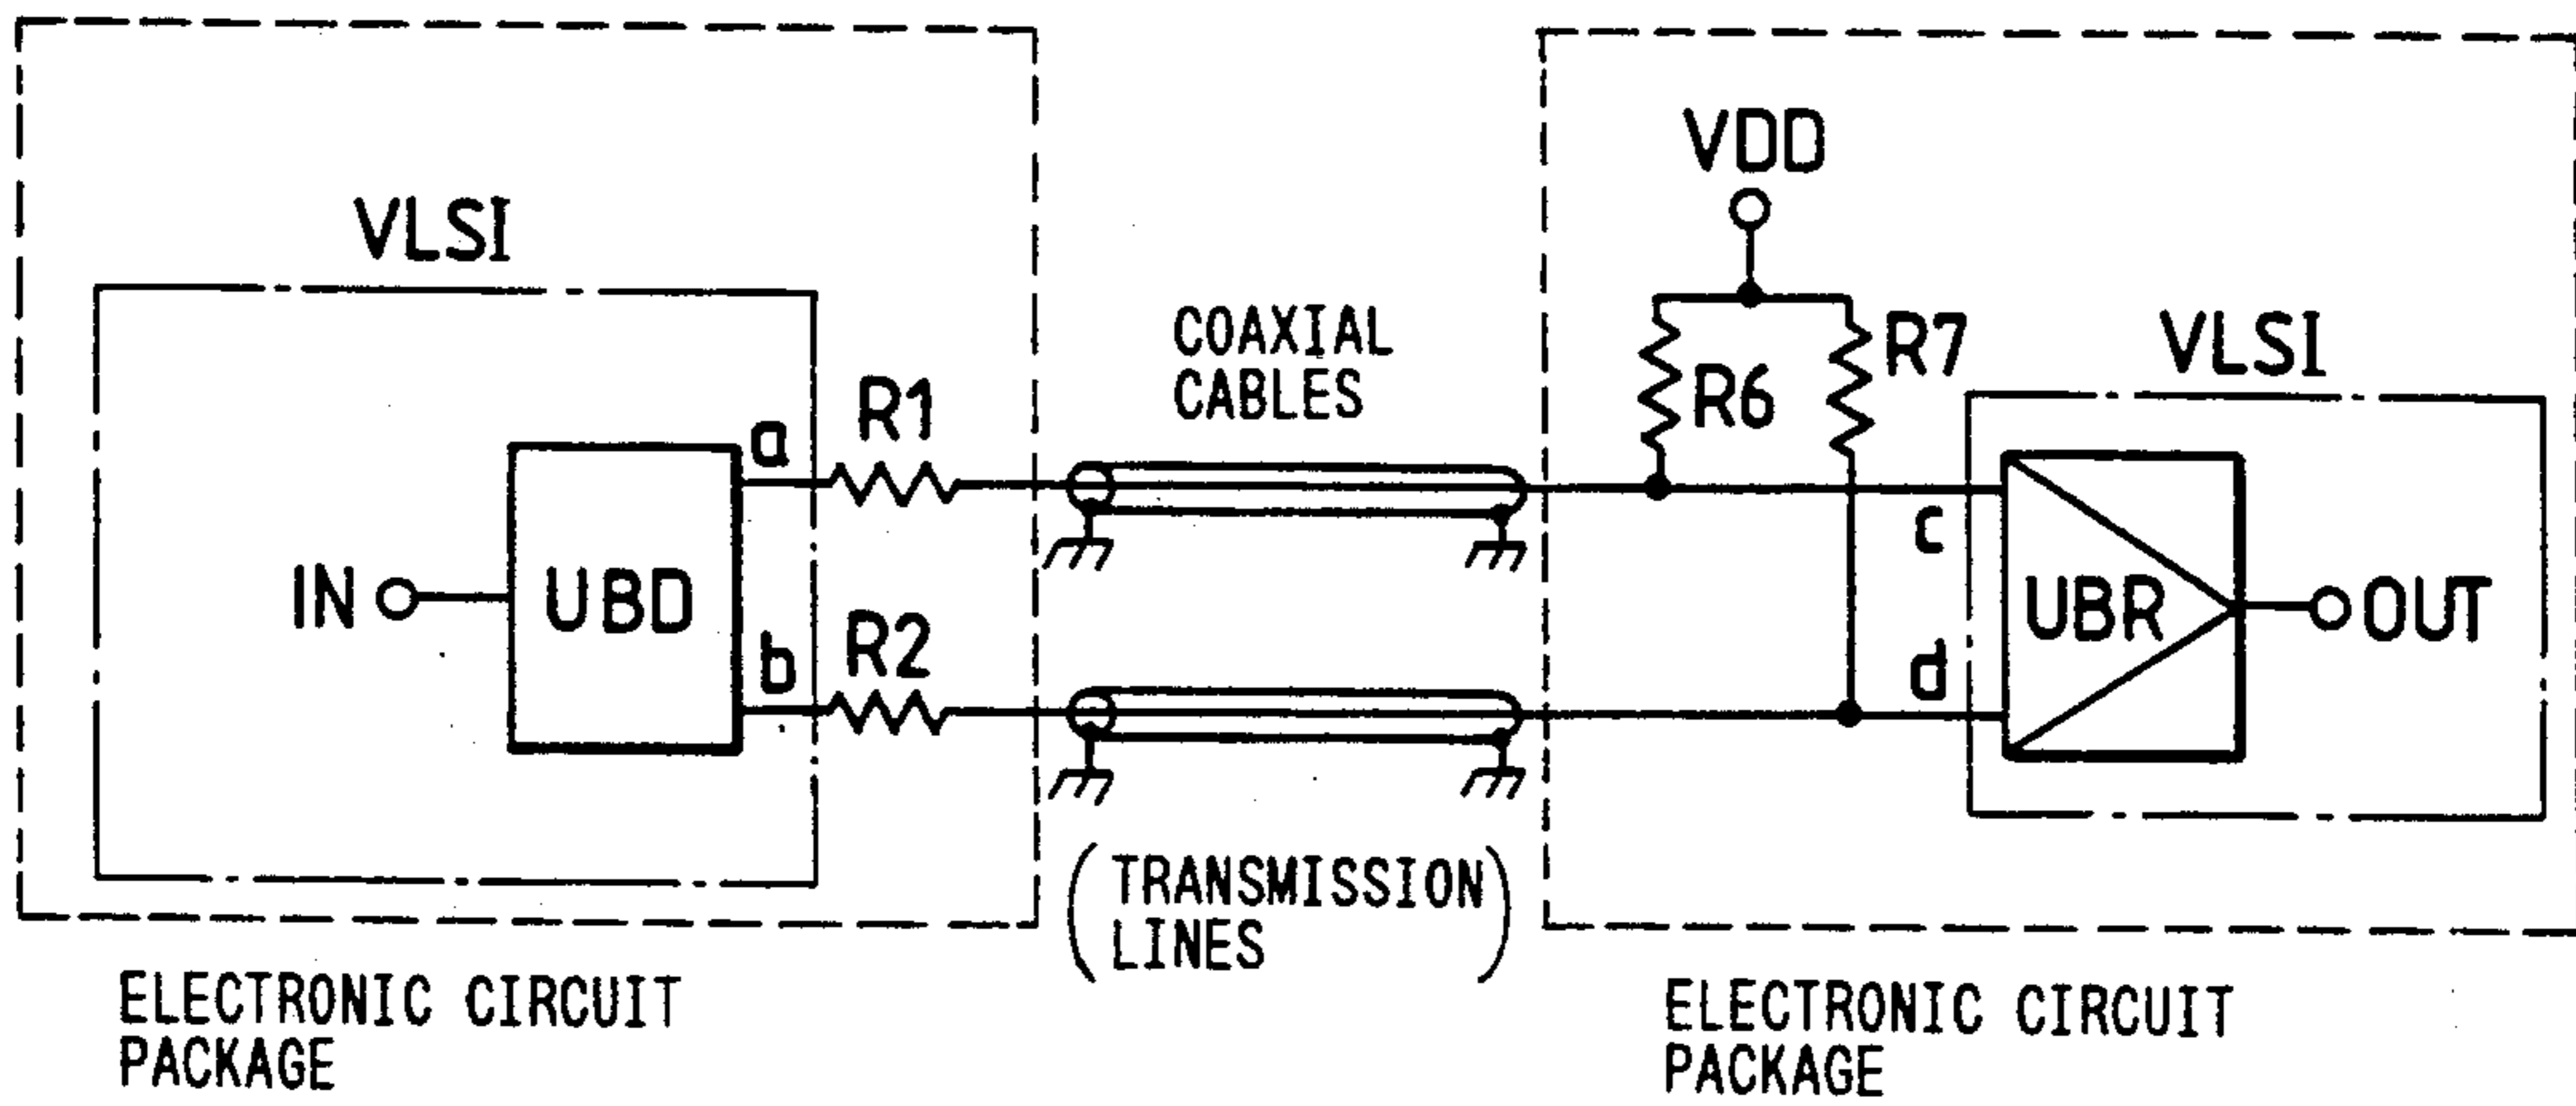 VDD
VLSI
COAXIAL
CABLES
R6
R7
VLSI
a
R1
c
IN
UBD
UBR
OUT
b
R2
d
(TRANSMISSION
LINES)
ELECTRONIC CIRCUIT
PACKAGE
ELECTRONIC CIRCUIT
PACKAGE